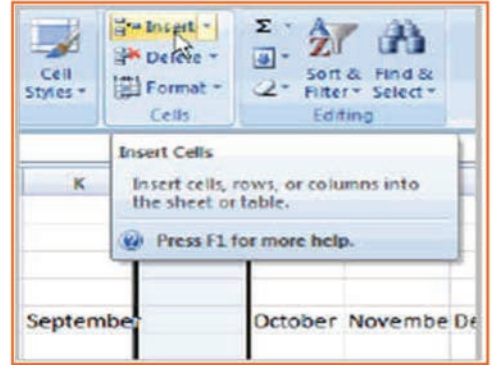 Insert
Σ
Delete
Cell
Styles
Format
Sort &
Filter
Find &
Select
Cells
Editing
Insert Cells
K
Insert cells, rows, or columns into
the sheet or table.
Press F1 for more help.
September
October
Novembe
De